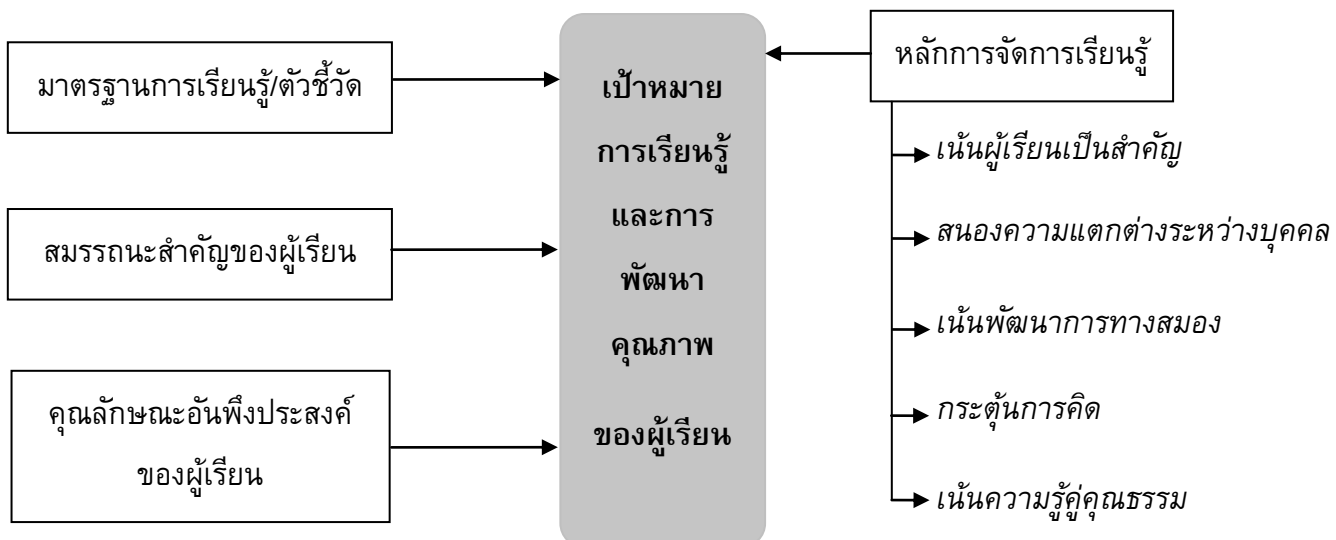 มาตรฐานการเรียนรู้/ตัวชี้วัด
สมรรถนะสำคัญของผู้เรียน
คุณลักษณะอันพึงประสงค์
ของผู้เรียน
เป้าหมาย
การเรียนรู้
และการ
พัฒนา
คุณภาพ
ของผู้เรียน
หลักการจัดการเรียนรู้
เน้นผู้เรียนเป็นสำคัญ
สนองความแตกต่างระหว่างบุคคล
เน้นพัฒนาการทางสมอง
กระตุ้นการคิด
เน้นความรู้คู่คุณธรรม